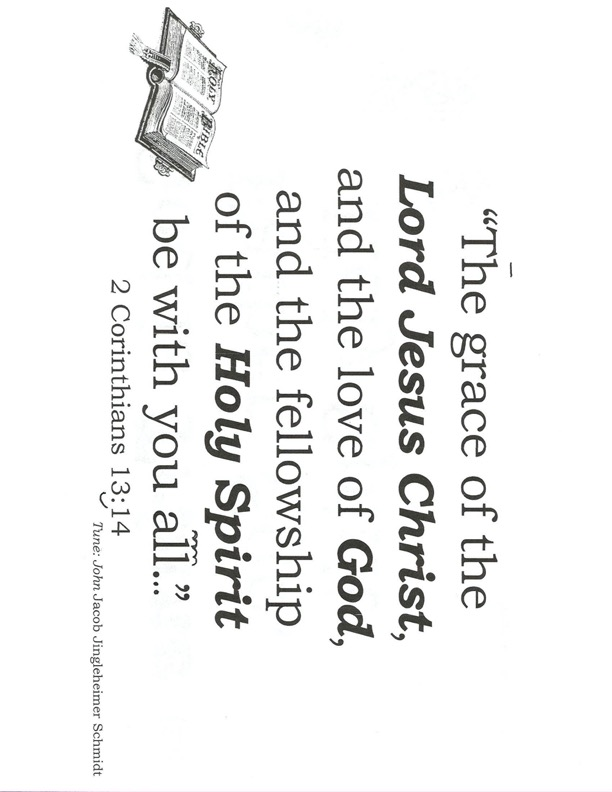 “The grace of the
Lord Jesus Christ,
and the love of God,
and the fellowship
of the Holy Spirit
be with you all...”
2 Corinthians 13:14
Tune: John Jacob Jingleheimer Schmidt
HOLY BIBLE